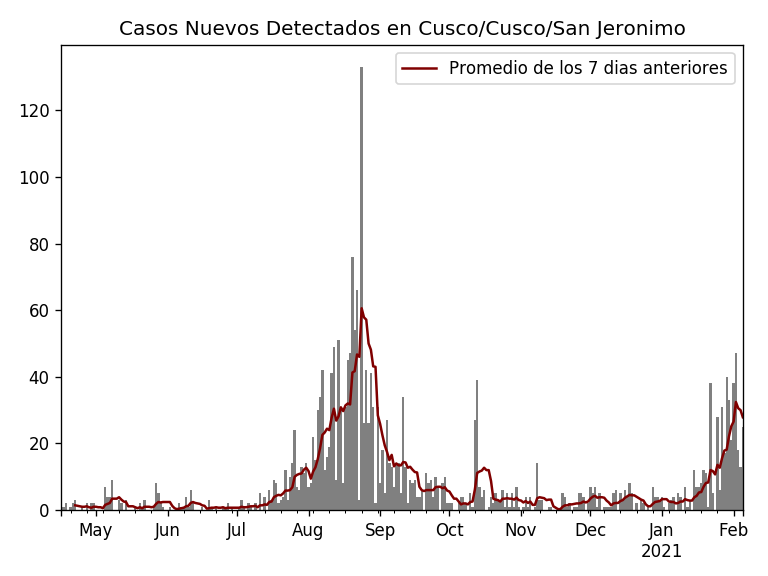 Casos Nuevos Detectados en Cusco/Cusco/San Jeronimo
Promedio de los 7 dias anteriores
120
100
80
60
40
20
0
May Jun Jul Aug Sep Oct Nov Dec Jan Feb
2021